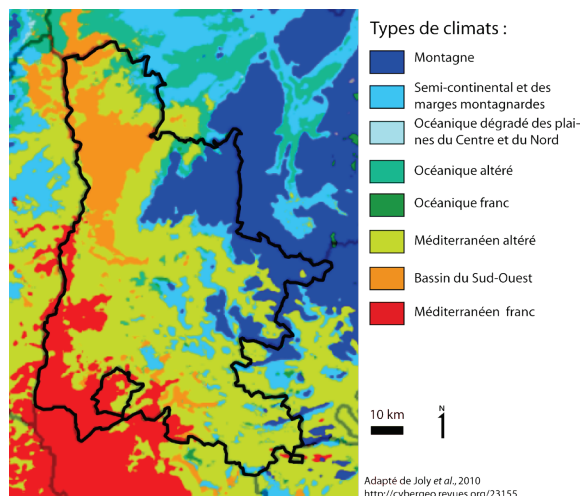 Types de climats :
Montagne
Semi-continental et des
marges montagnardes
Océanique dégradé des plai-
nes du Centre et du Nord
Océanique altéré
Océanique franc
Méditerranéen altéré
Bassin du Sud-Ouest
Méditerranéen franc
10 km
N
Adapté de Joly et al., 2010
http://cybergeo.revues.org/23155